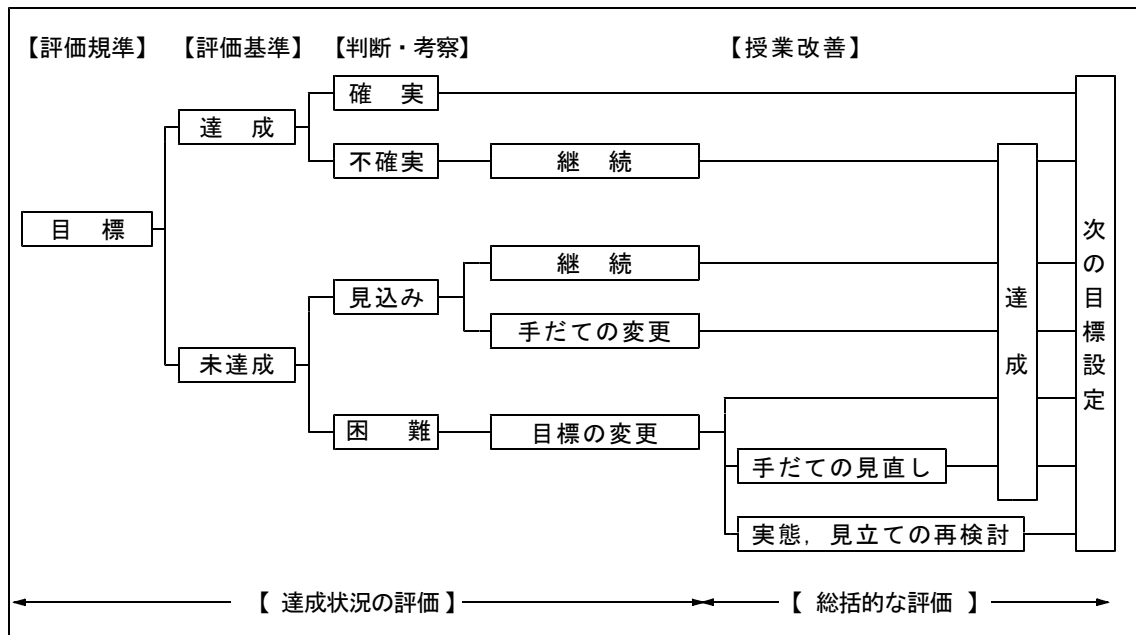 【評価規準】 【評価基準】 【判断・考察】 【授業改善】
確 実
達 成
不確実 継 続
目 標
継 続
見込み
手だての変更
未達成
困 難 目標の変更
手だての見直し
実態，見立ての再検討
達成
次の目標設定
【 達成状況の評価 】 【 総括的な評価 】